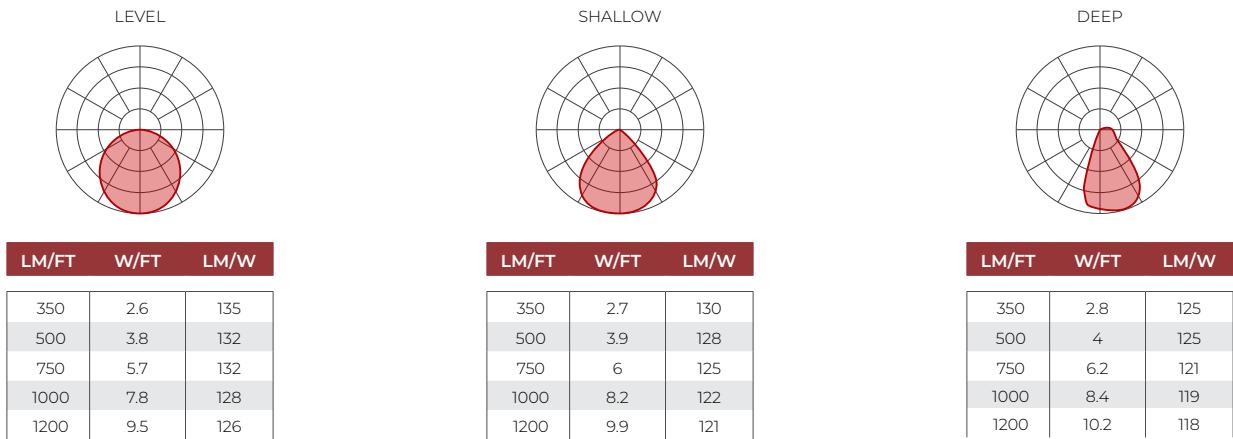 LEVEL
LM/FT W/FT LM/W
350 2.6 135
500 3.8 132
750 5.7 132
1000 7.8 128
1200 9.5 126
SHALLOW
LM/FT W/FT LM/W
350 2.7 130
500 3.9 128
750 6 125
1000 8.2 122
1200 9.9 121
DEEP
LM/FT W/FT LM/W
350 2.8 125
500 4 125
750 6.2 121
1000 8.4 119
1200 10.2 118